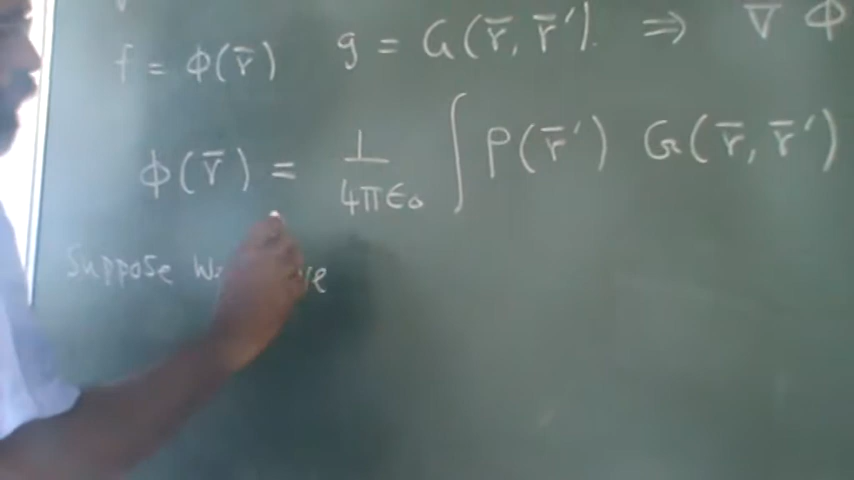 f = Φ(r̅) g = G(r̅, r̅′). ⇒ ∇̅ Φ
Φ(r̅) = 1/4πϵ₀ ∫ ρ(r̅′) G(r̅, r̅′)
Suppose